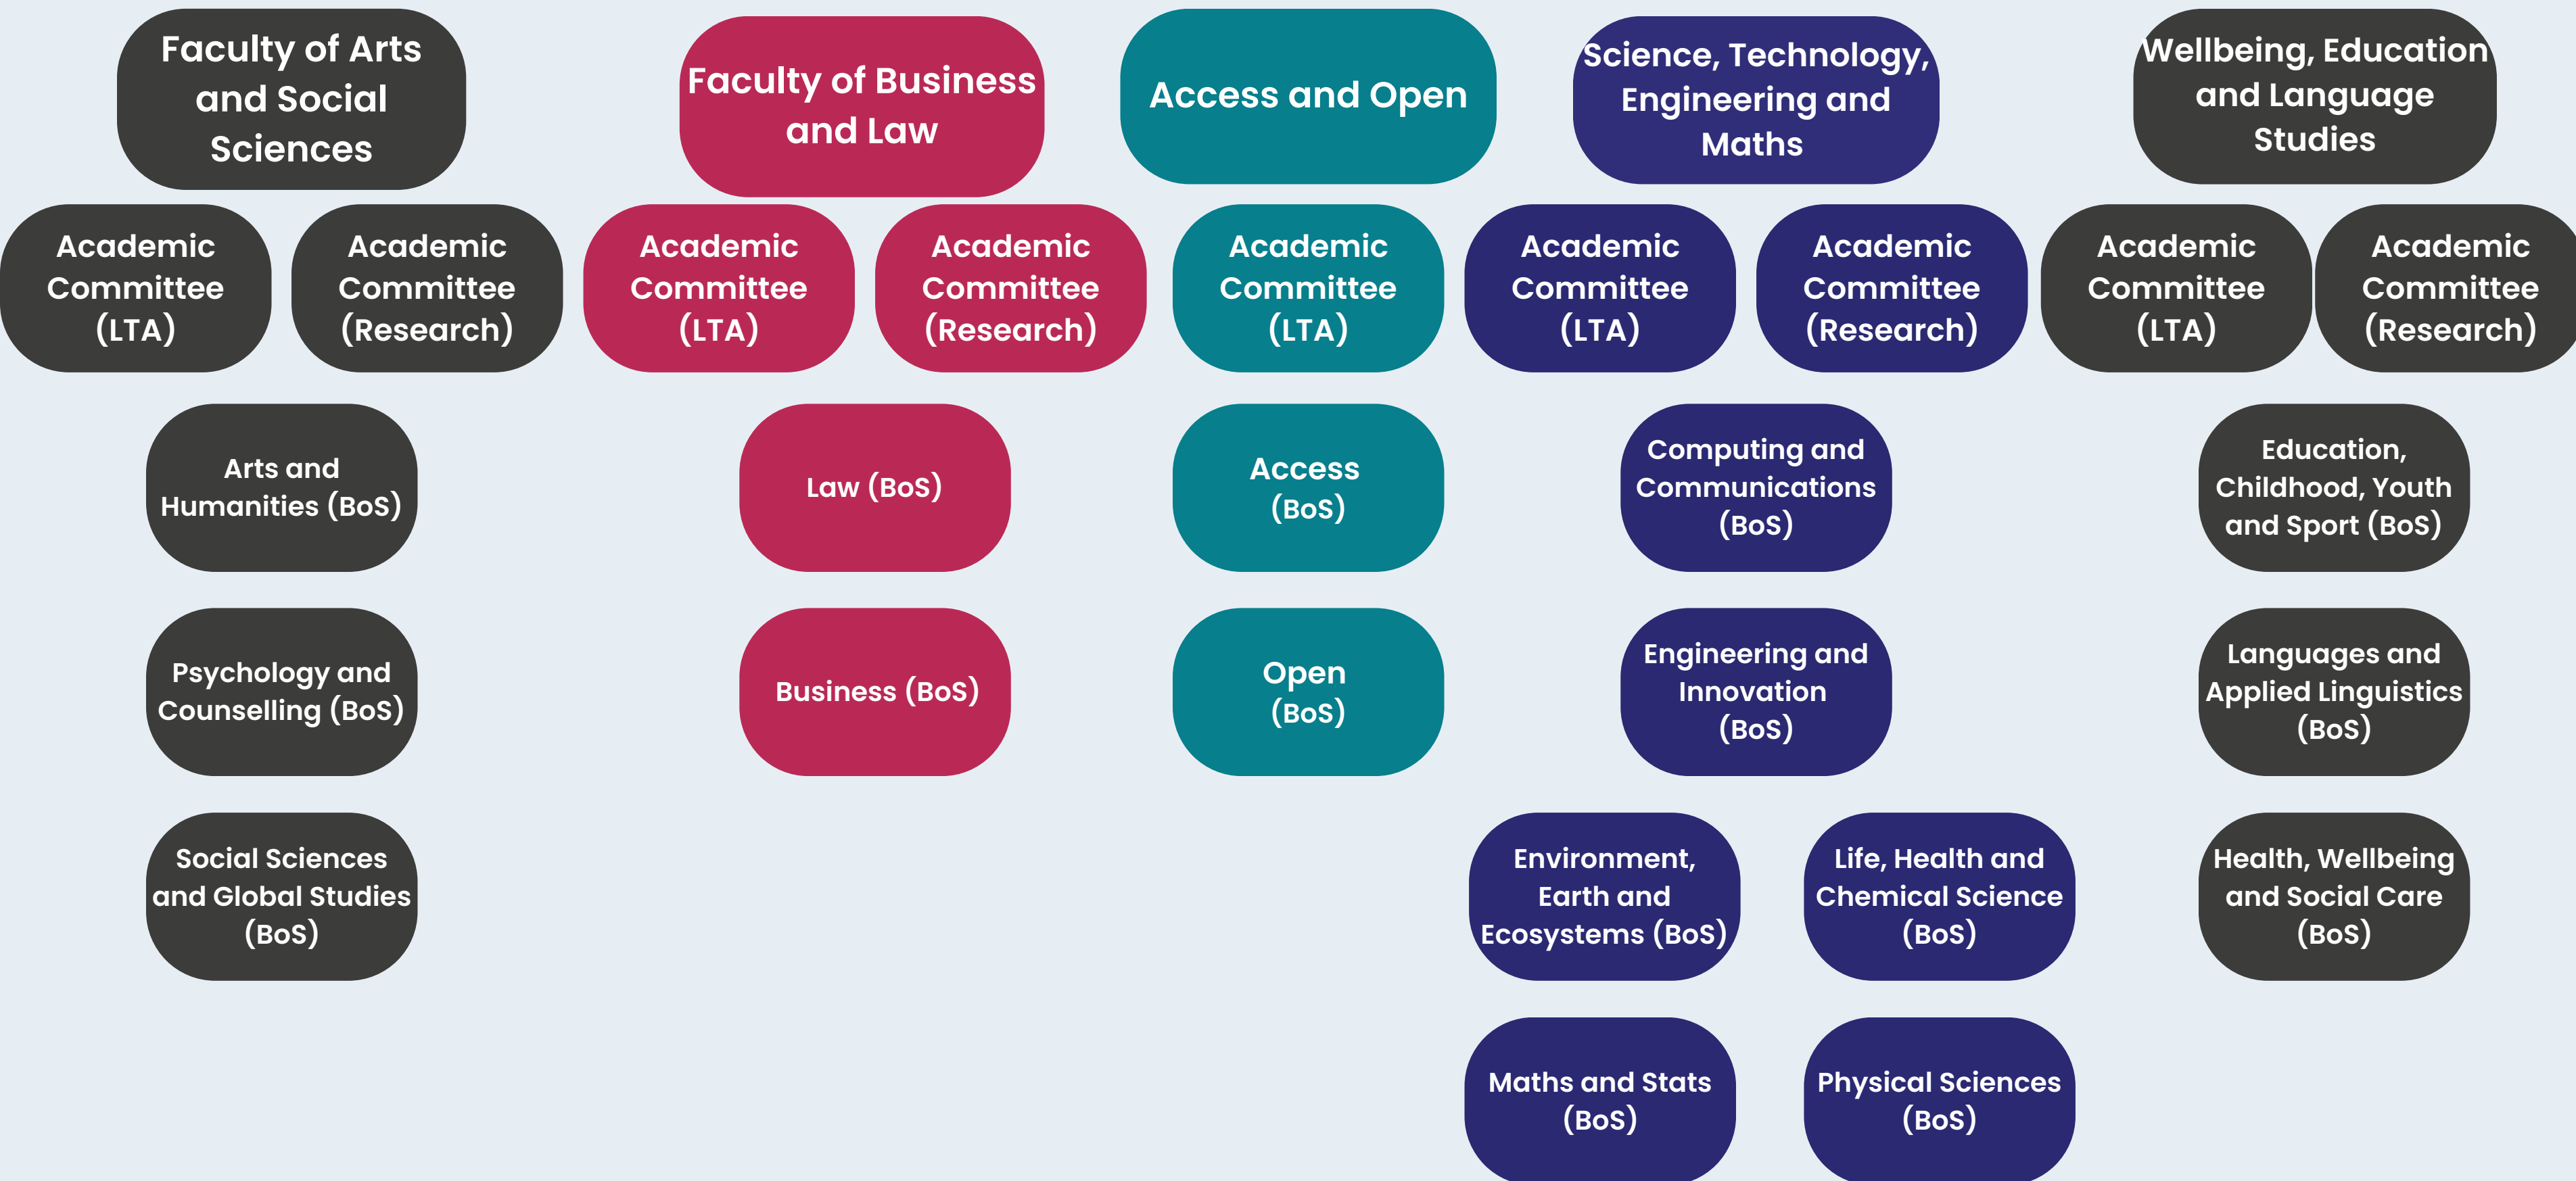 Faculty of Arts
and Social
Sciences
Faculty of Business
and Law
Access and Open
Science, Technology,
Engineering and
Maths
Wellbeing, Education
and Language
Studies
Academic
Committee
(LTA)
Academic
Committee
(Research)
Academic
Committee
(LTA)
Academic
Committee
(Research)
Academic
Committee
(LTA)
Academic
Committee
(LTA)
Academic
Committee
(Research)
Academic
Committee
(LTA)
Academic
Committee
(Research)
Arts and
Humanities (BoS)
Law (BoS)
Access
(BoS)
Computing and
Communications
(BoS)
Education,
Childhood, Youth
and Sport (BoS)
Psychology and
Counselling (BoS)
Business (BoS)
Open
(BoS)
Engineering and
Innovation
(BoS)
Languages and
Applied Linguistics
(BoS)
Social Sciences
and Global Studies
(BoS)
Environment,
Earth and
Ecosystems (BoS)
Life, Health and
Chemical Science
(BoS)
Health, Wellbeing
and Social Care
(BoS)
Maths and Stats
(BoS)
Physical Sciences
(BoS)